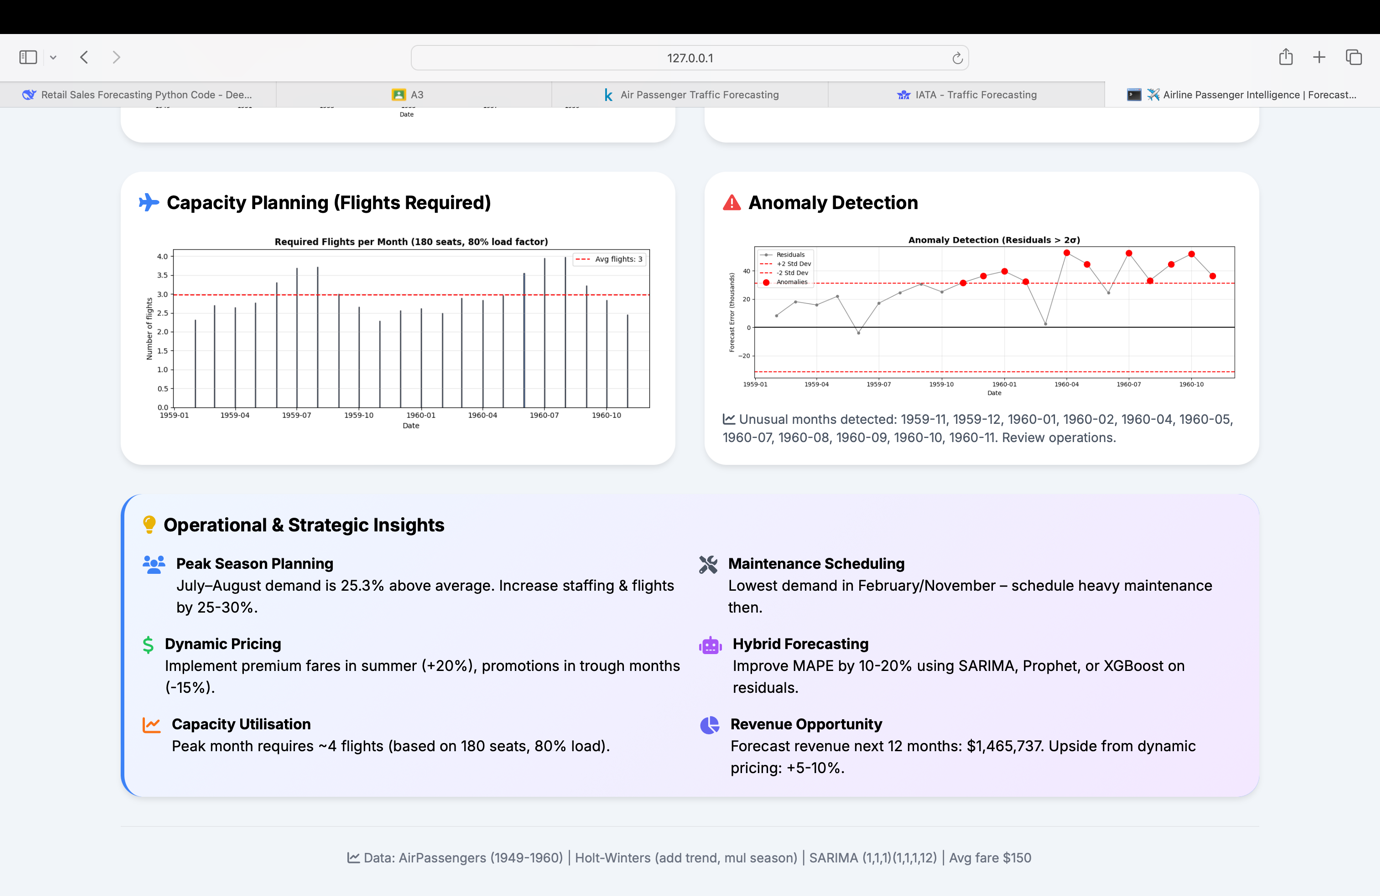 127.0.0.1
Retail Sales Forecasting Python Code - Dee...
A3
Air Passenger Traffic Forecasting
IATA - Traffic Forecasting
Airline Passenger Intelligence | Forecast...
Date
Capacity Planning (Flights Required)
Required Flights per Month (180 seats, 80% load factor)
Avg flights: 3
Number of flights
4.0
3.5
3.0
2.5
2.0
1.5
1.0
0.5
0.0
1959-01
1959-04
1959-07
1959-10
1960-01
1960-04
1960-07
1960-10
Date
Anomaly Detection
Anomaly Detection (Residuals > 2σ)
Residuals
+2 Std Dev
-2 Std Dev
Anomalies
Forecast Error (thousands)
40
20
0
−20
1959-01
1959-04
1959-07
1959-10
1960-01
1960-04
1960-07
1960-10
Date
Unusual months detected: 1959-11, 1959-12, 1960-01, 1960-02, 1960-04, 1960-05,
1960-07, 1960-08, 1960-09, 1960-10, 1960-11. Review operations.
Operational & Strategic Insights
Peak Season Planning
July–August demand is 25.3% above average. Increase staffing & flights
by 25-30%.
Maintenance Scheduling
Lowest demand in February/November – schedule heavy maintenance
then.
Dynamic Pricing
Implement premium fares in summer (+20%), promotions in trough months
(-15%).
Hybrid Forecasting
Improve MAPE by 10-20% using SARIMA, Prophet, or XGBoost on
residuals.
Capacity Utilisation
Peak month requires ~4 flights (based on 180 seats, 80% load).
Revenue Opportunity
Forecast revenue next 12 months: $1,465,737. Upside from dynamic
pricing: +5-10%.
Data: AirPassengers (1949-1960) | Holt-Winters (add trend, mul season) | SARIMA (1,1,1)(1,1,1,12) | Avg fare $150